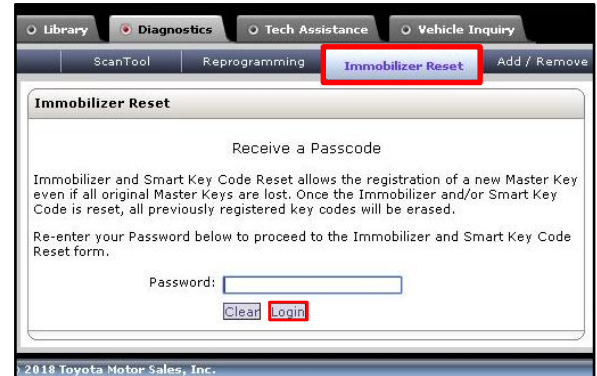 Library Diagnostics Tech Assistance Vehicle Inquiry
ScanTool Reprogramming Immobilizer Reset Add / Remove
Immobilizer Reset
Receive a Passcode
Immobilizer and Smart Key Code Reset allows the registration of a new Master Key
even if all original Master Keys are lost. Once the Immobilizer and/or Smart Key
Code is reset, all previously registered key codes will be erased.
Re-enter your Password below to proceed to the Immobilizer and Smart Key Code
Reset form.
Password:
Clear Login
2018 Toyota Motor Sales, Inc.